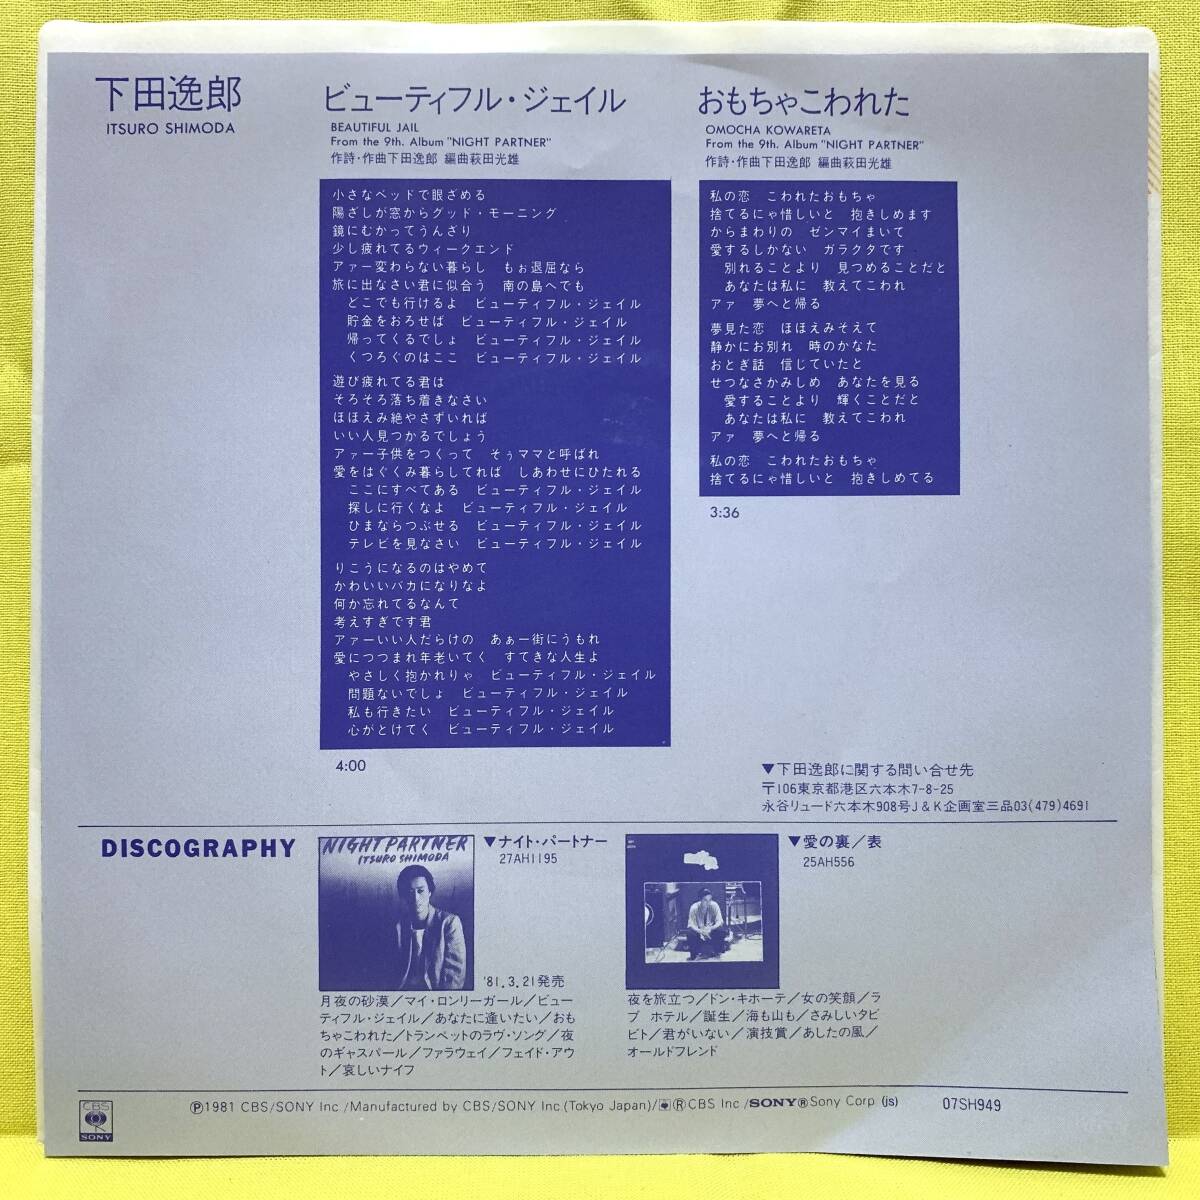 下田逸郎
ITSURO SHIMODA
ビューティフル・ジェイル
BEAUTIFUL JAIL
From the 9th. Album "NIGHT PARTNER"
作詩・作曲下田逸郎 編曲萩田光雄
小さなベッドで眼ざめる
陽ざしが窓からグッド・モーニング
鏡にむかってうんざり
少し疲れてるウィークエンド
アァー変わらない暮らし もぉ退屈なら
旅に出なさい君に似合う 南の島へでも
どこでも行けるよ ビューティフル・ジェイル
貯金をおろせば ビューティフル・ジェイル
帰ってくるでしょ ビューティフル・ジェイル
くつろぐのはここ ビューティフル・ジェイル
遊び疲れてる君は
そろそろ落ち着きなさい
ほほえみ絶やさずいれば
いい人見つかるでしょう
アァー子供をつくって そぅママと呼ばれ
愛をはぐくみ暮らしてれば しあわせにひたれる
ここにすべてある ビューティフル・ジェイル
探しに行くなよ ビューティフル・ジェイル
ひまならつぶせる ビューティフル・ジェイル
テレビを見なさい ビューティフル・ジェイル
りこうになるのはやめて
かわいいバカになりなよ
何か忘れてるなんて
考えすぎです君
アァーいい人だらけの あぁー街にうもれ
愛につつまれ年老いてく すてきな人生よ
やさしく抱かれりゃ ビューティフル・ジェイル
問題ないでしょ ビューティフル・ジェイル
私も行きたい ビューティフル・ジェイル
心がとけてく ビューティフル・ジェイル
4:00
おもちゃこわれた
OMOCHA KOWARETA
From the 9th. Album "NIGHT PARTNER"
作詩・作曲下田逸郎 編曲萩田光雄
私の恋 こわれたおもちゃ
捨てるにゃ惜しいと 抱きしめます
からまわりの ゼンマイまいて
愛するしかない ガラクタです
別れることより 見つめることだと
あなたは私に 教えてこわれ
アァ 夢へと帰る
夢見た恋 ほほえみそえて
静かにお別れ 時のかなた
おとぎ話 信じていたと
せつなさかみしめ あなたを見る
愛することより 輝くことだと
あなたは私に 教えてこわれ
アァ 夢へと帰る
私の恋 こわれたおもちゃ
捨てるにゃ惜しいと 抱きしめてる
3:36
▼下田逸郎に関する問い合せ先
〒106東京都港区六本木7-8-25
永谷リュード六本木908号J&K企画室三品03(479)4691
DISCOGRAPHY
NIGHT PARTNER
ITSURO SHIMODA
▼ナイト・パートナー
27AH1195
'81.3.21発売
月夜の砂漠／マイ・ロンリーガール／ビュー
ティフル・ジェイル／あなたに逢いたい／おも
ちゃこわれた／トランペットのラヴ・ソング／夜
のギャスパール／ファラウェイ／フェイド・アウ
ト／哀しいナイフ
▼愛の裏／表
25AH556
夜を旅立つ／ドン・キホーテ／女の笑顔／ラ
ブ ホテル／誕生／海も山も／さみしいタビ
ビト／君がいない／演技賞／あしたの風／
オールドフレンド
CBS
SONY
Ⓟ1981 CBS/SONY Inc./Manufactured by CBS/SONY Inc.(Tokyo Japan)/ⓇCBS Inc./SONY®Sony Corp. (js) 07SH949